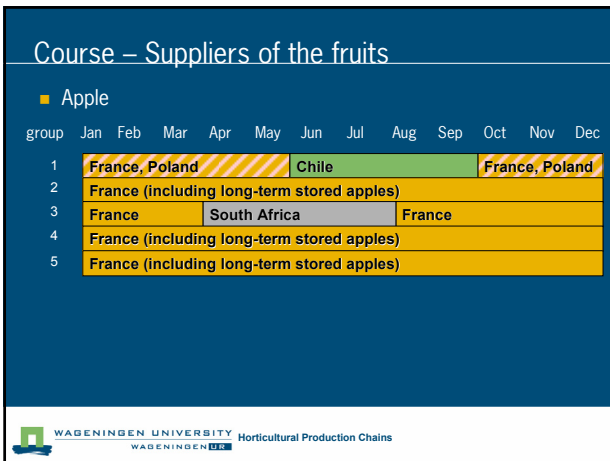 Course – Suppliers of the fruits
Apple
group Jan Feb Mar Apr May Jun Jul Aug Sep Oct Nov Dec
1 France, Poland Chile France, Poland
2 France (including long-term stored apples)
3 France South Africa France
4 France (including long-term stored apples)
5 France (including long-term stored apples)
WAGENINGEN UNIVERSITY Horticultural Production Chains
WAGENINGEN UR